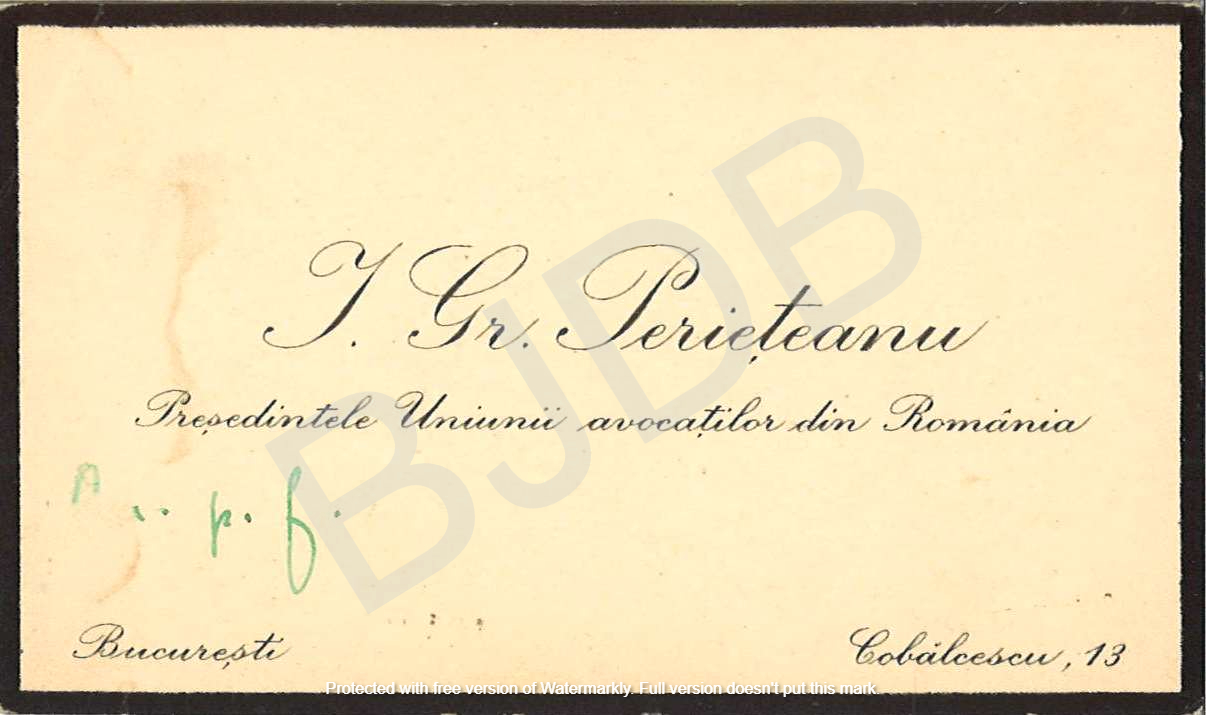 I. Gr. Periețeanu
Președintele Uniunii avocaților din România
p. f.
București
Cobălcescu, 13
BJDB
Protected with free version of Watermarkly. Full version doesn't put this mark.